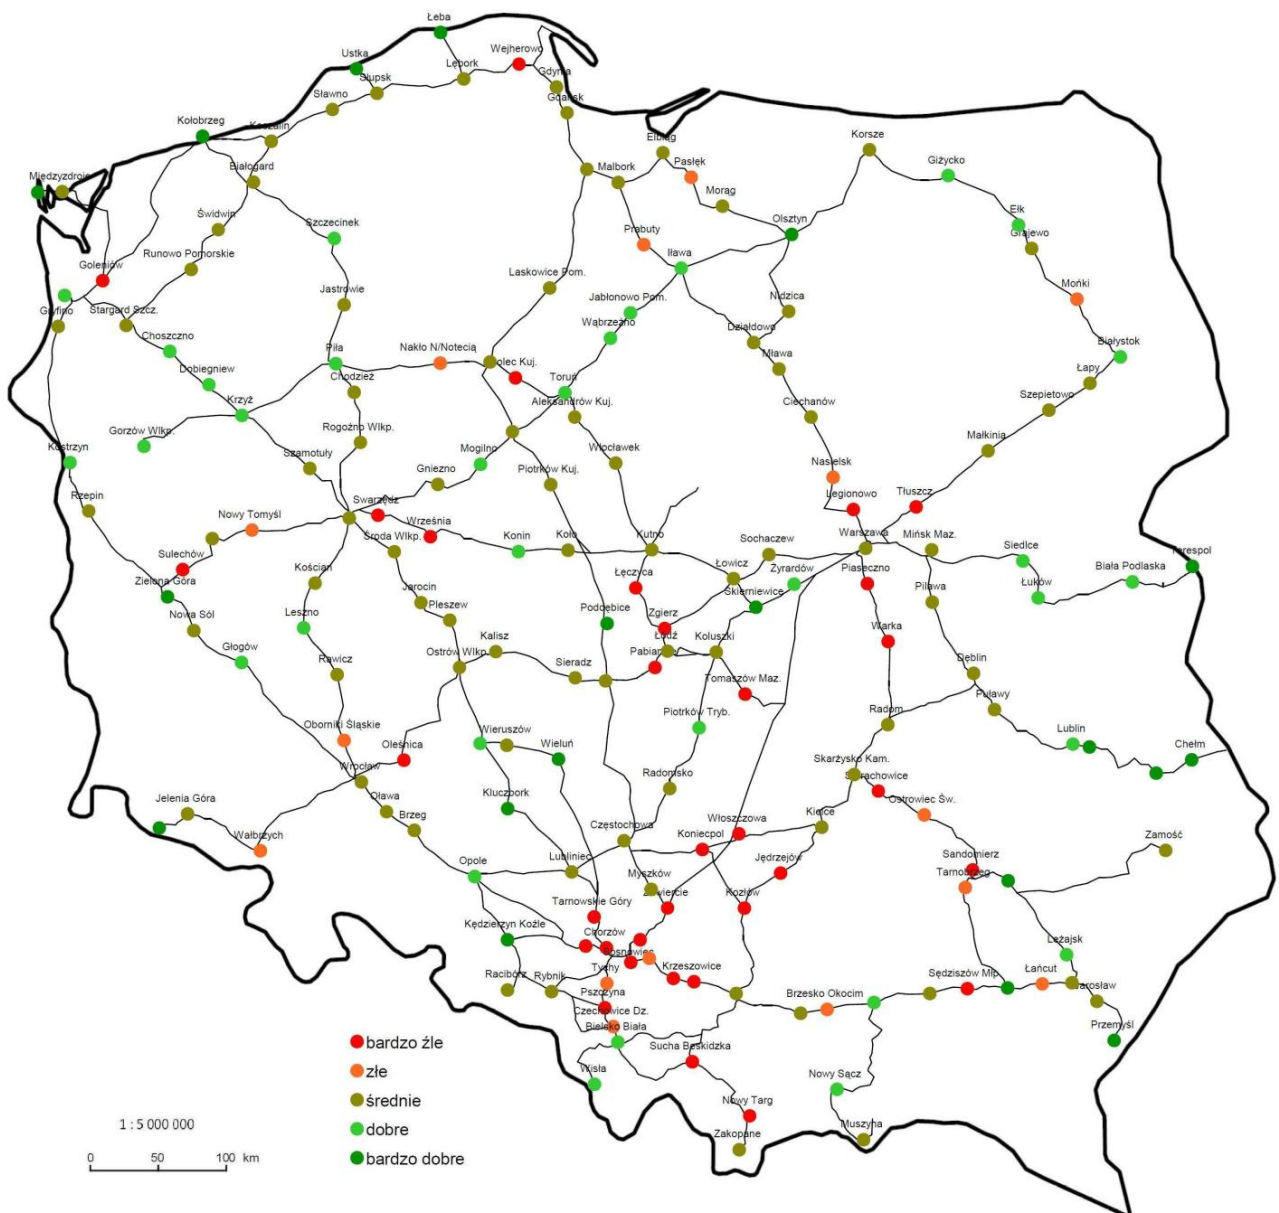 Łeba
Wejherowo
Ustka
Lębork
Gdynia
Słupsk
Gdańsk
Sławno
Kołobrzeg
Koszalin
Elbląg
Korsze
Pasłęk
Giżycko
Białogard
Malbork
Międzyzdroje
Morąg
Świdwin
Szczecinek
Olsztyn
Ełk
Prabuty
Grajewo
Runowo Pomorskie
Iława
Goleniów
Laskowice Pom.
Mońki
Jastrowie
Jabłonowo Pom.
Nidzica
Gryfino
Stargard Szcz.
Wąbrzeźno
Działdowo
Choszczno
Białystok
Piła
Nakło N/Notecią
olec Kuj.
Mława
Dobiegniew
Chodzież
Toruń
Łapy
Krzyż
Aleksandrów Kuj.
Szepietowo
Ciechanów
Gorzów Wlkp.
Rogoźno Wlkp.
Małkinia
Kostrzyn
Mogilno
Włocławek
Szamotuły
Gniezno
Piotrków Kuj.
Nasielsk
Rzepin
Swarzędz
Legionowo
Tłuszcz
Nowy Tomyśl
Września
Środa Wlkp.
Konin
Koło
Kutno
Sochaczew
Warszawa
Mińsk Maz.
Siedlce
Terespol
Sulechów
Łowicz
Żyrardów
Piaseczno
Biała Podlaska
Zielona Góra
Kościan
Łęczyca
Skierniewice
Łuków
Jarocin
Pilawa
Nowa Sól
Pleszew
Leszno
Poddębice
Zgierz
Warka
Kalisz
Łódź
Głogów
Ostrów Wlkp.
Pabianice
Koluszki
Rawicz
Sieradz
Dęblin
Tomaszów Maz.
Puławy
Oborniki Śląskie
Piotrków Tryb.
Radom
Oleśnica
Wieruszów
Wieluń
Lublin
Chełm
Wrocław
Skarżysko Kam.
Radomsko
Starachowice
Jelenia Góra
Oława
Kluczbork
Ostrowiec Św.
Brzeg
Kielce
Wałbrzych
Częstochowa
Włoszczowa
Koniecpol
Zamość
Opole
Lubliniec
Jędrzejów
Sandomierz
Myszków
Tarnobrzeg
Tarnowskie Góry
Zawiercie
Kozłów
Kędzierzyn Koźle
Chorzów
Leżajsk
Sosnowiec
Racibórz
Rybnik
Tychy
Krzeszowice
Sędziszów Młp.
Łańcut
Jarosław
Pszczyna
Brzesko Okocim
Czechowice Dz.
Bielsko Biała
Przemyśl
Sucha Beskidzka
Wisła
Nowy Sącz
Nowy Targ
Muszyna
Zakopane
bardzo źle
złe
średnie
dobre
bardzo dobre
1 : 5 000 000
0 50 100 km